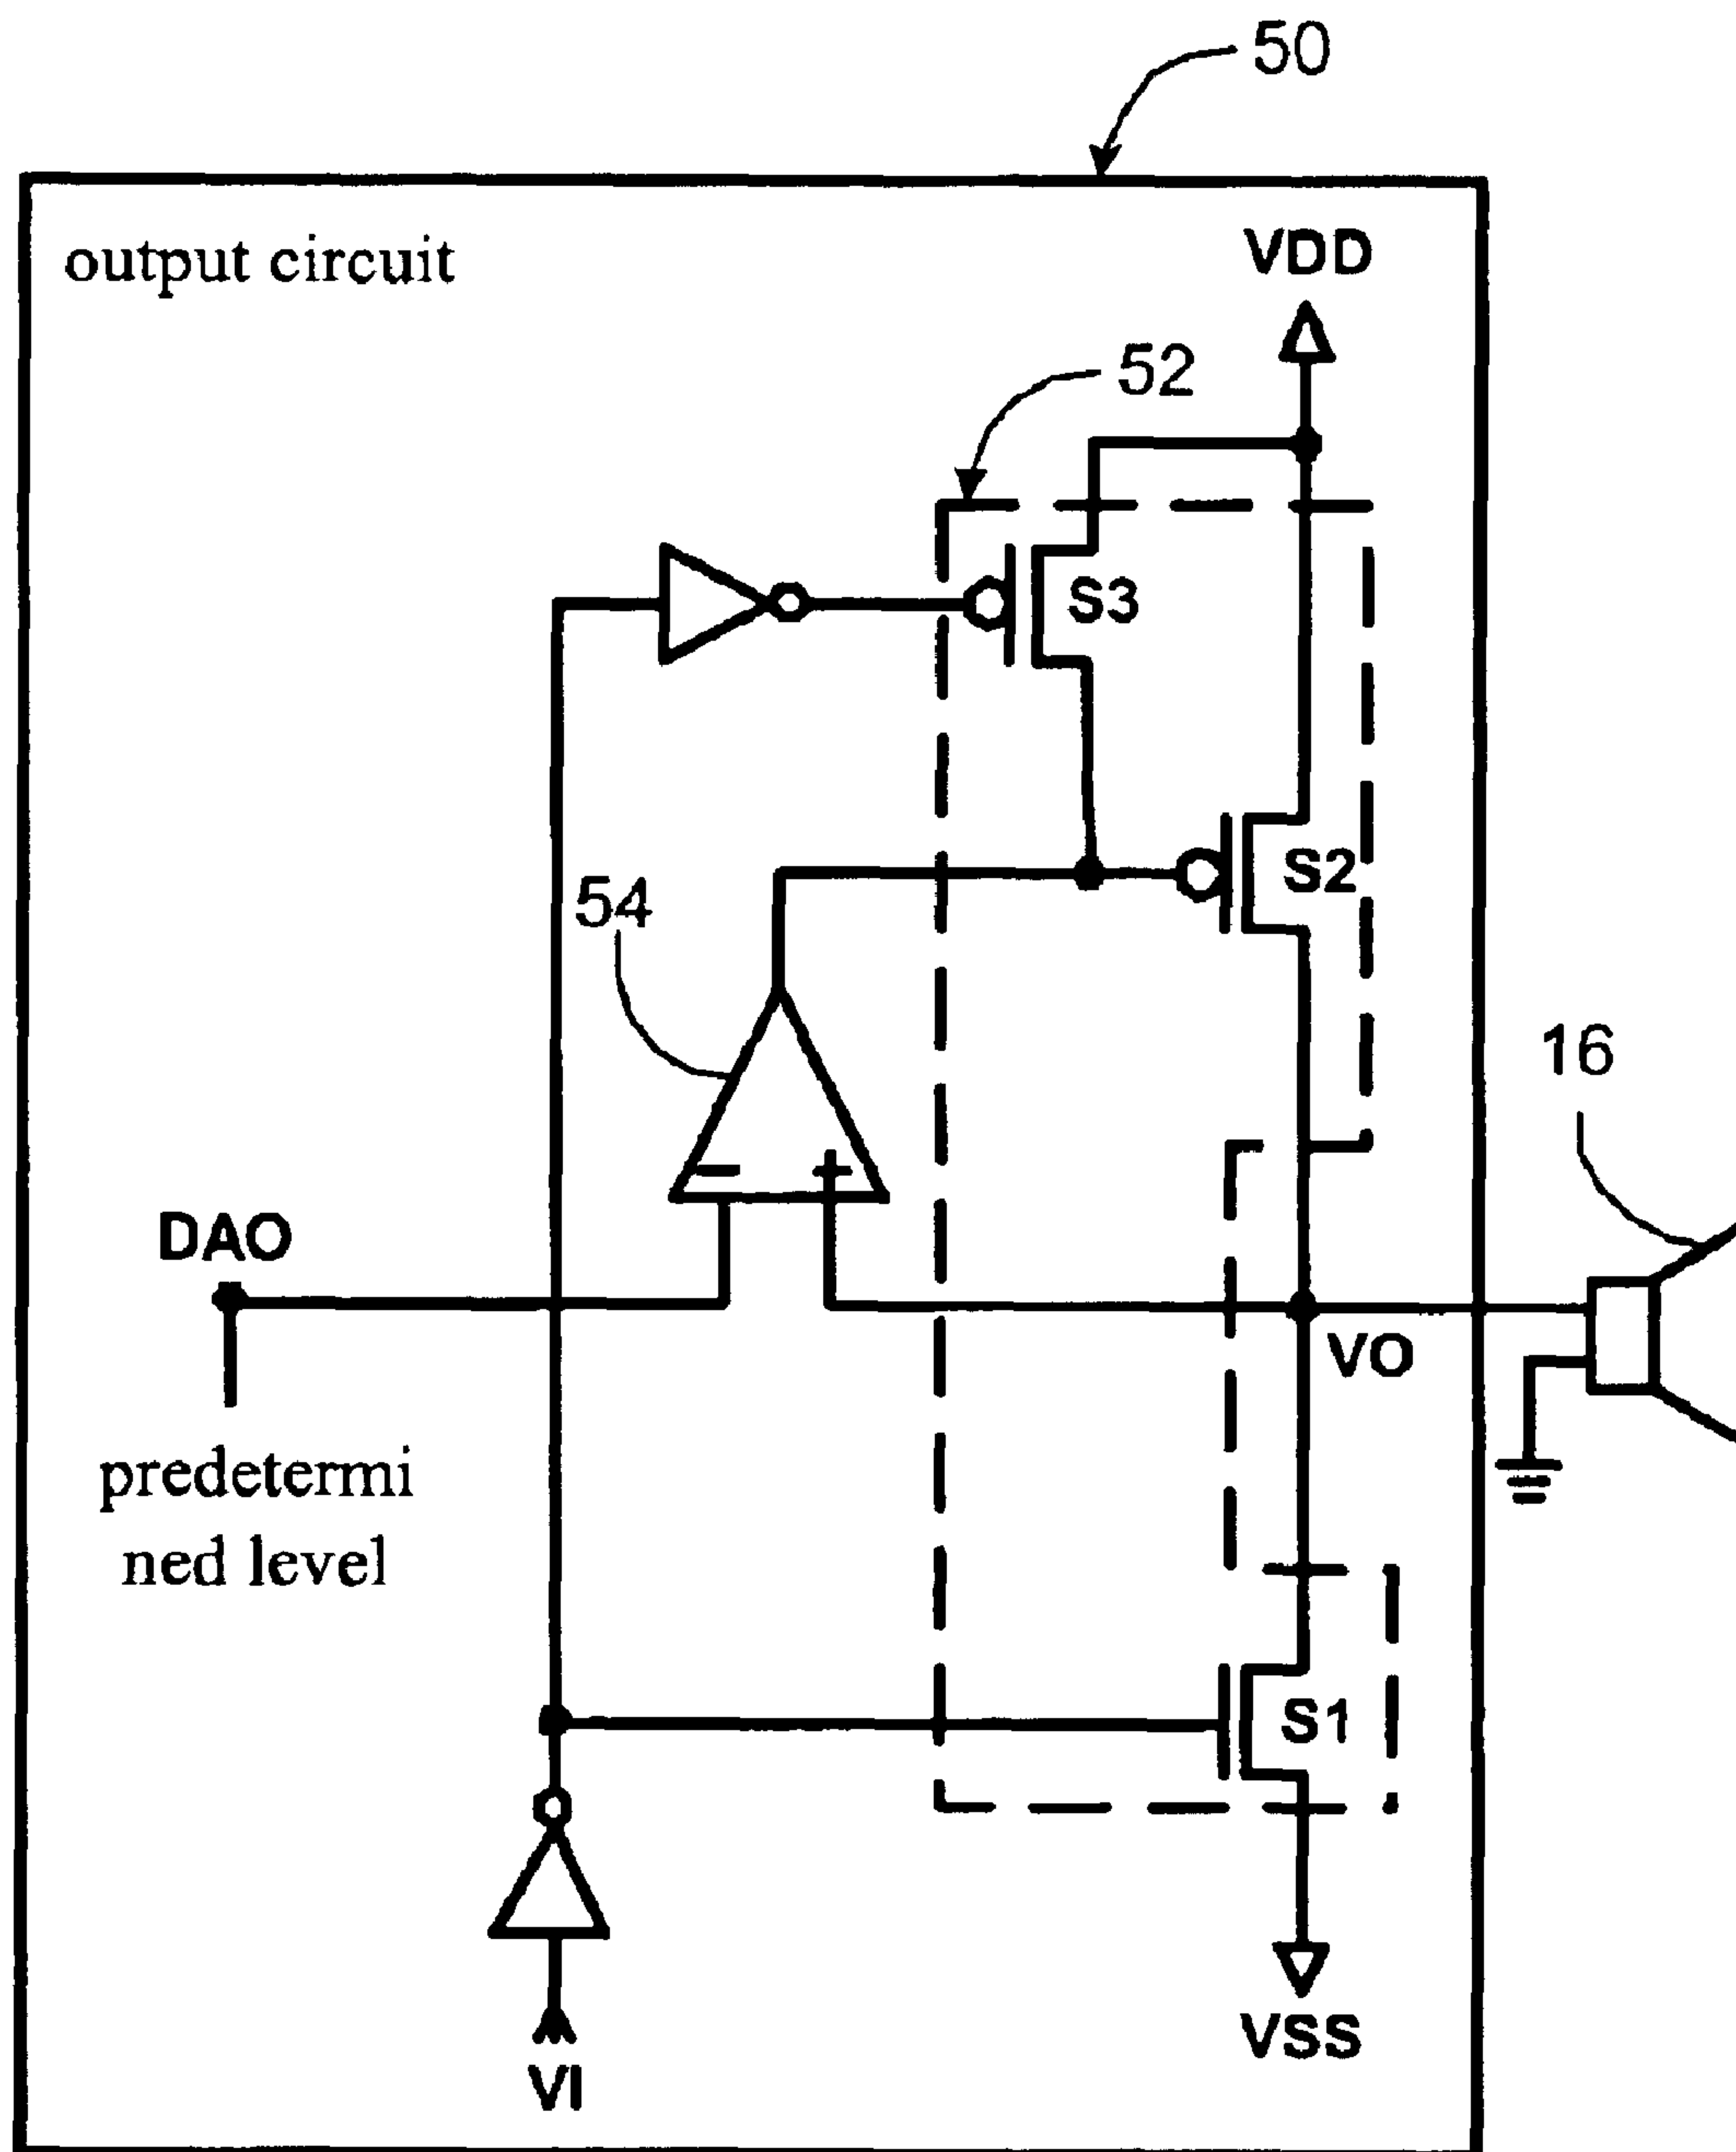 50
output circuit
VDD
52
S3
S2
54
16
DAO
VO
predetermi
ned level
S1
VSS
VI